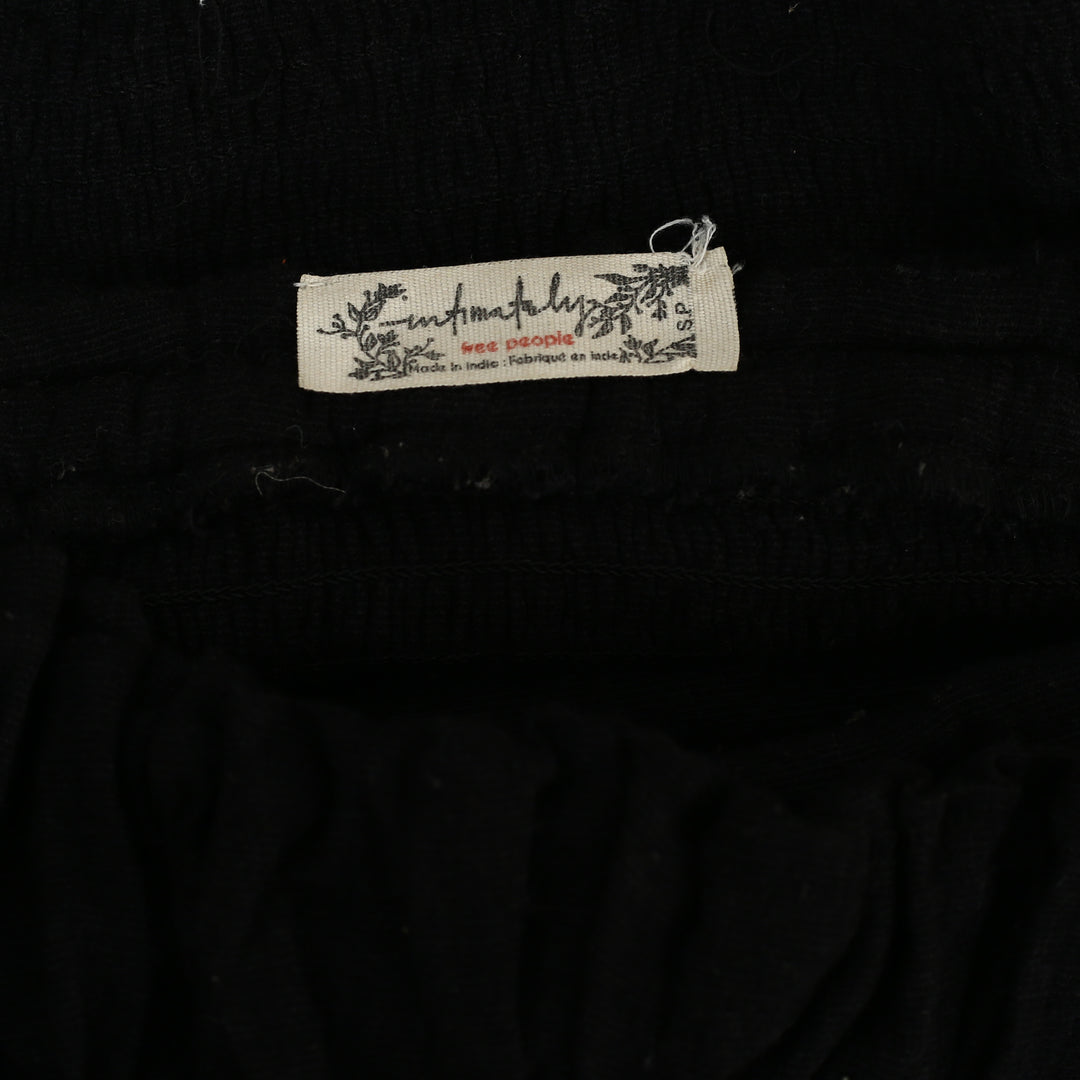 intimately
free people
Made in India : Fabriqué en Inde
S.P